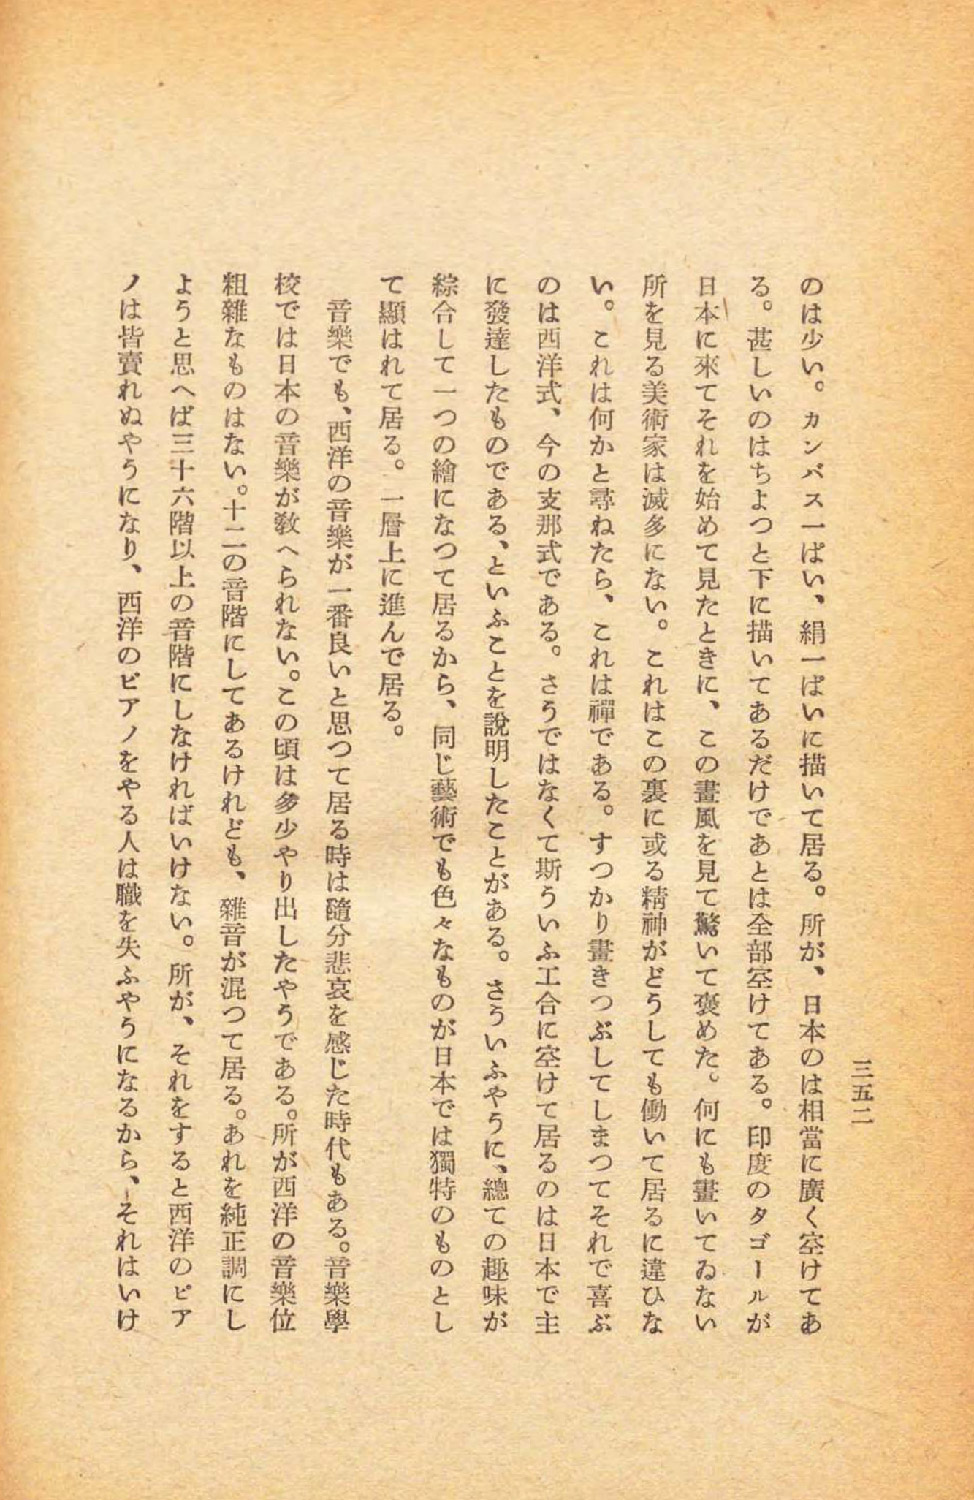 三五二
のは少い。カンバス一ぱい、絹一ぱいに描いて居る。所が、日本のは相當に廣く空けてあ
る。甚しいのはちよつと下に描いてあるだけであとは全部空けてある。印度のタゴールが
日本に來てそれを始めて見たときに、この畫風を見て驚いて褒めた。何にも畫いてゐない
所を見る美術家は滅多にない。これはこの裏に或る精神がどうしても働いて居るに違ひな
い。これは何かと尋ねたら、これは禪である。すつかり畫きつぶしてしまつてそれで喜ぶ
のは西洋式、今の支那式である。さうではなくて斯ういふ工合に空けて居るのは日本で主
に發達したものである、といふことを說明したことがある。さういふやうに、總ての趣味が
綜合して一つの繪になつて居るから、同じ藝術でも色々なものが日本では獨特のものとし
て顯はれて居る。一層上に進んで居る。
音樂でも、西洋の音樂が一番良いと思つて居る時は隨分悲哀を感じた時代もある。音樂學
校では日本の音樂が敎へられない。この頃は多少やり出したやうである。所が西洋の音樂位
粗雜なものはない。十二の音階にしてあるけれども、雜音が混つて居る。あれを純正調にし
ようと思へば三十六階以上の音階にしなければいけない。所が、それをすると西洋のピア
ノは皆賣れぬやうになり、西洋のピアノをやる人は職を失ふやうになるから、それはいけ